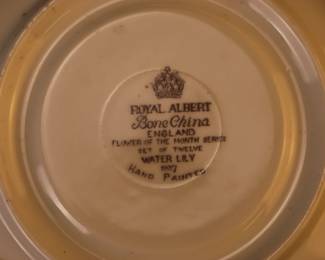 ROYAL ALBERT
Bone China
ENGLAND
FLOWER OF THE MONTH SERIES
SET OF TWELVE
WATER LILY
HAND PAINTED